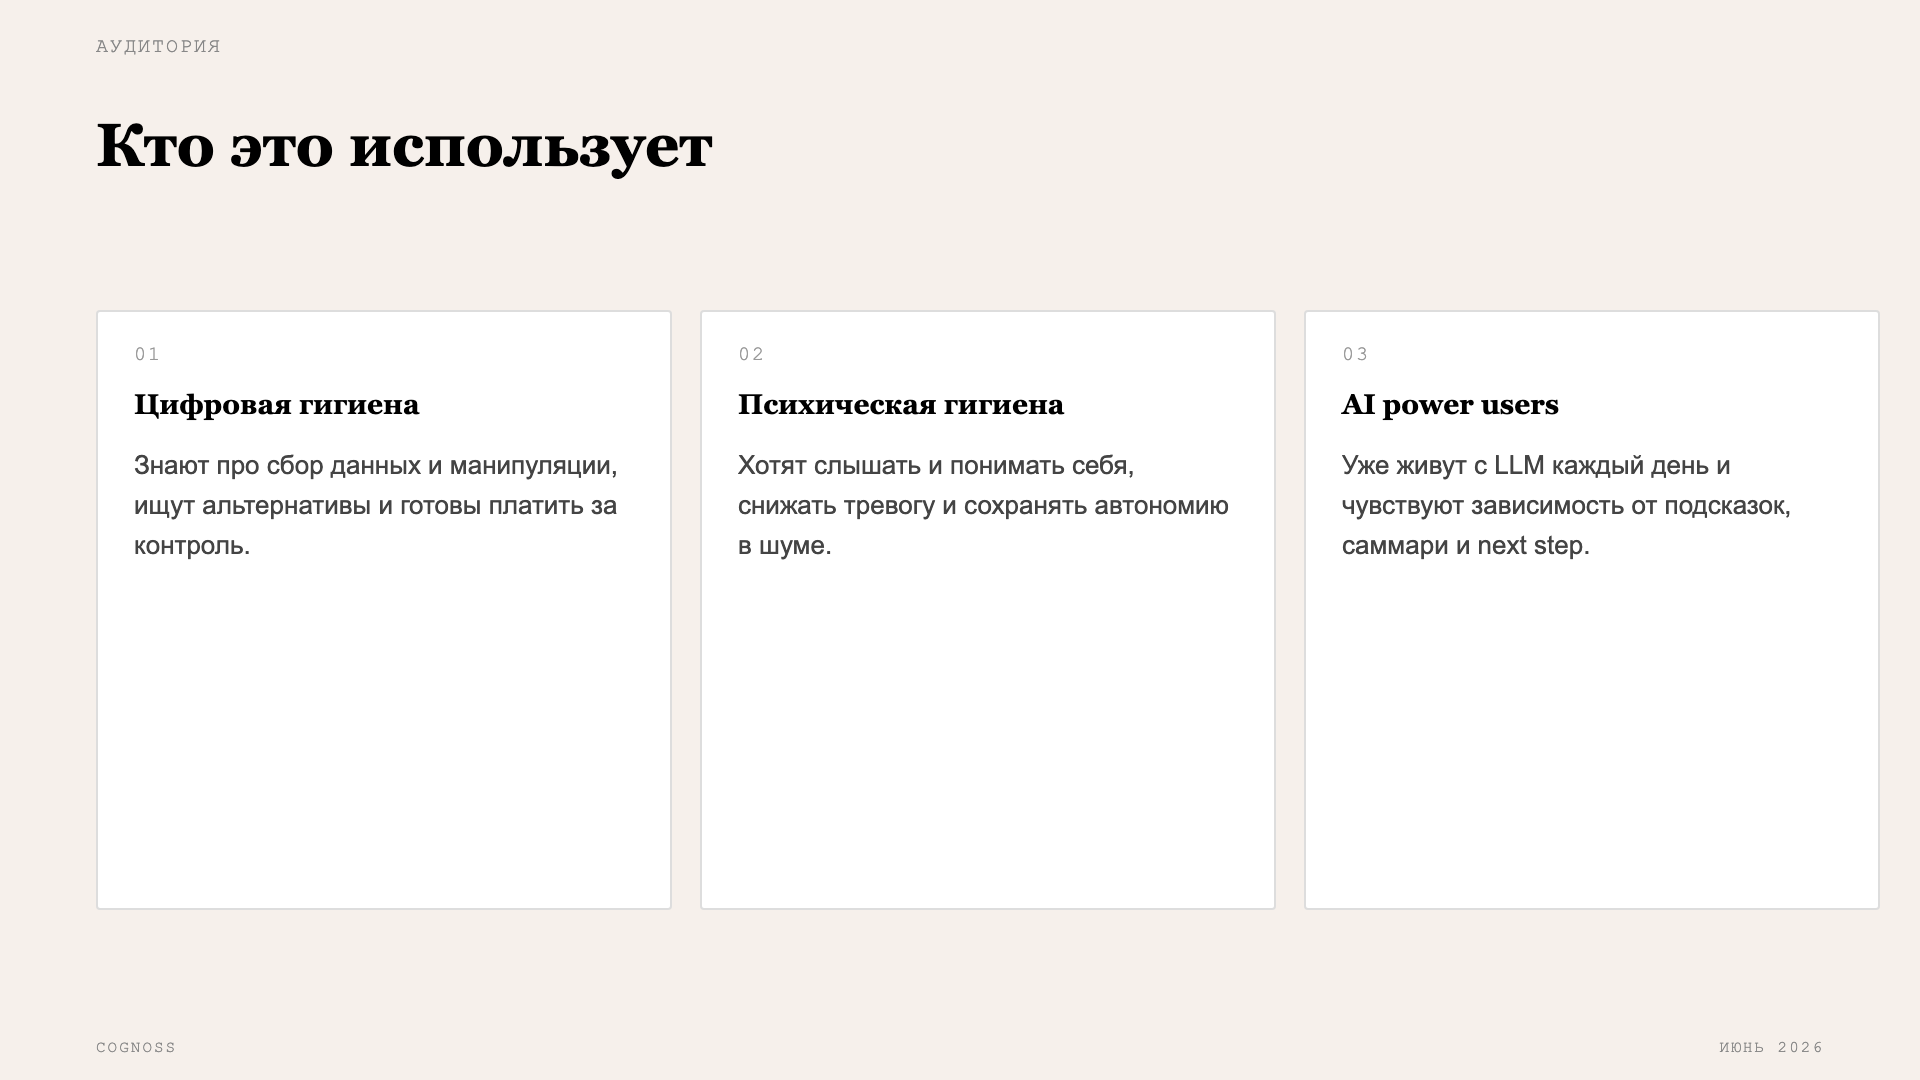 АУДИТОРИЯ
Кто это использует
01
Цифровая гигиена
Знают про сбор данных и манипуляции,
ищут альтернативы и готовы платить за
контроль.
02
Психическая гигиена
Хотят слышать и понимать себя,
снижать тревогу и сохранять автономию
в шуме.
03
AI power users
Уже живут с LLM каждый день и
чувствуют зависимость от подсказок,
саммари и next step.
COGNOSS
ИЮНЬ 2026